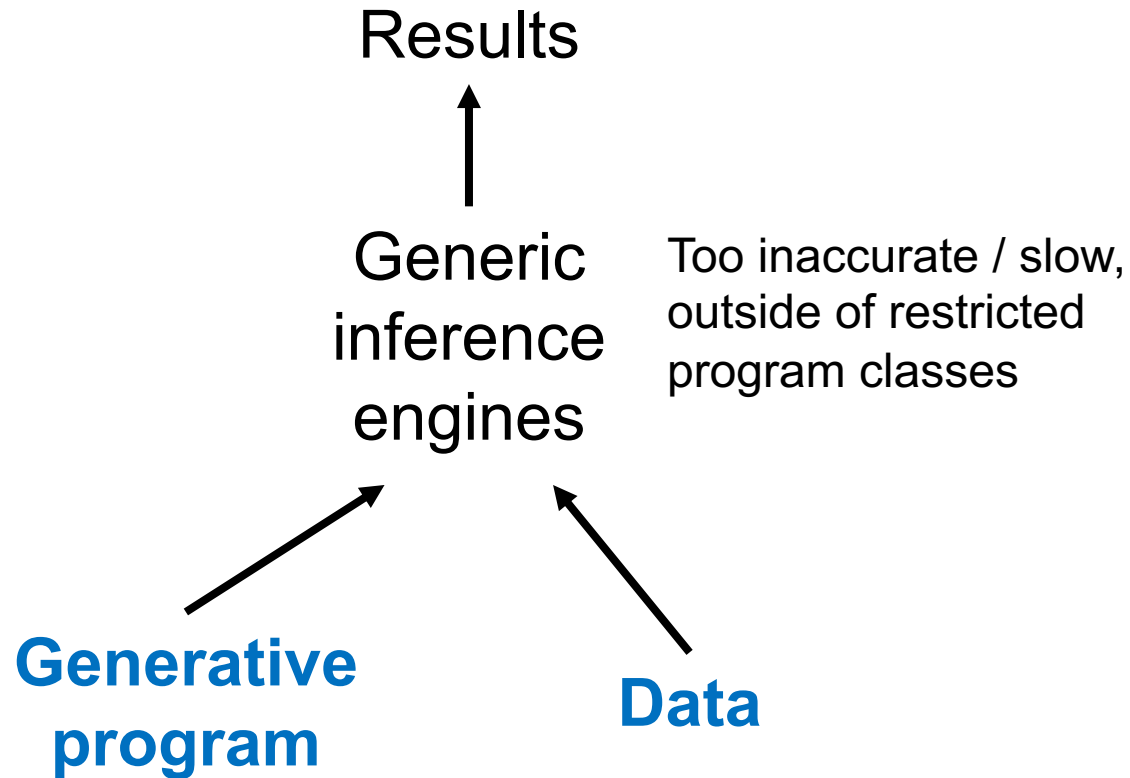 Results
Generic
inference
engines
Too inaccurate / slow,
outside of restricted
program classes
Generative
program
Data